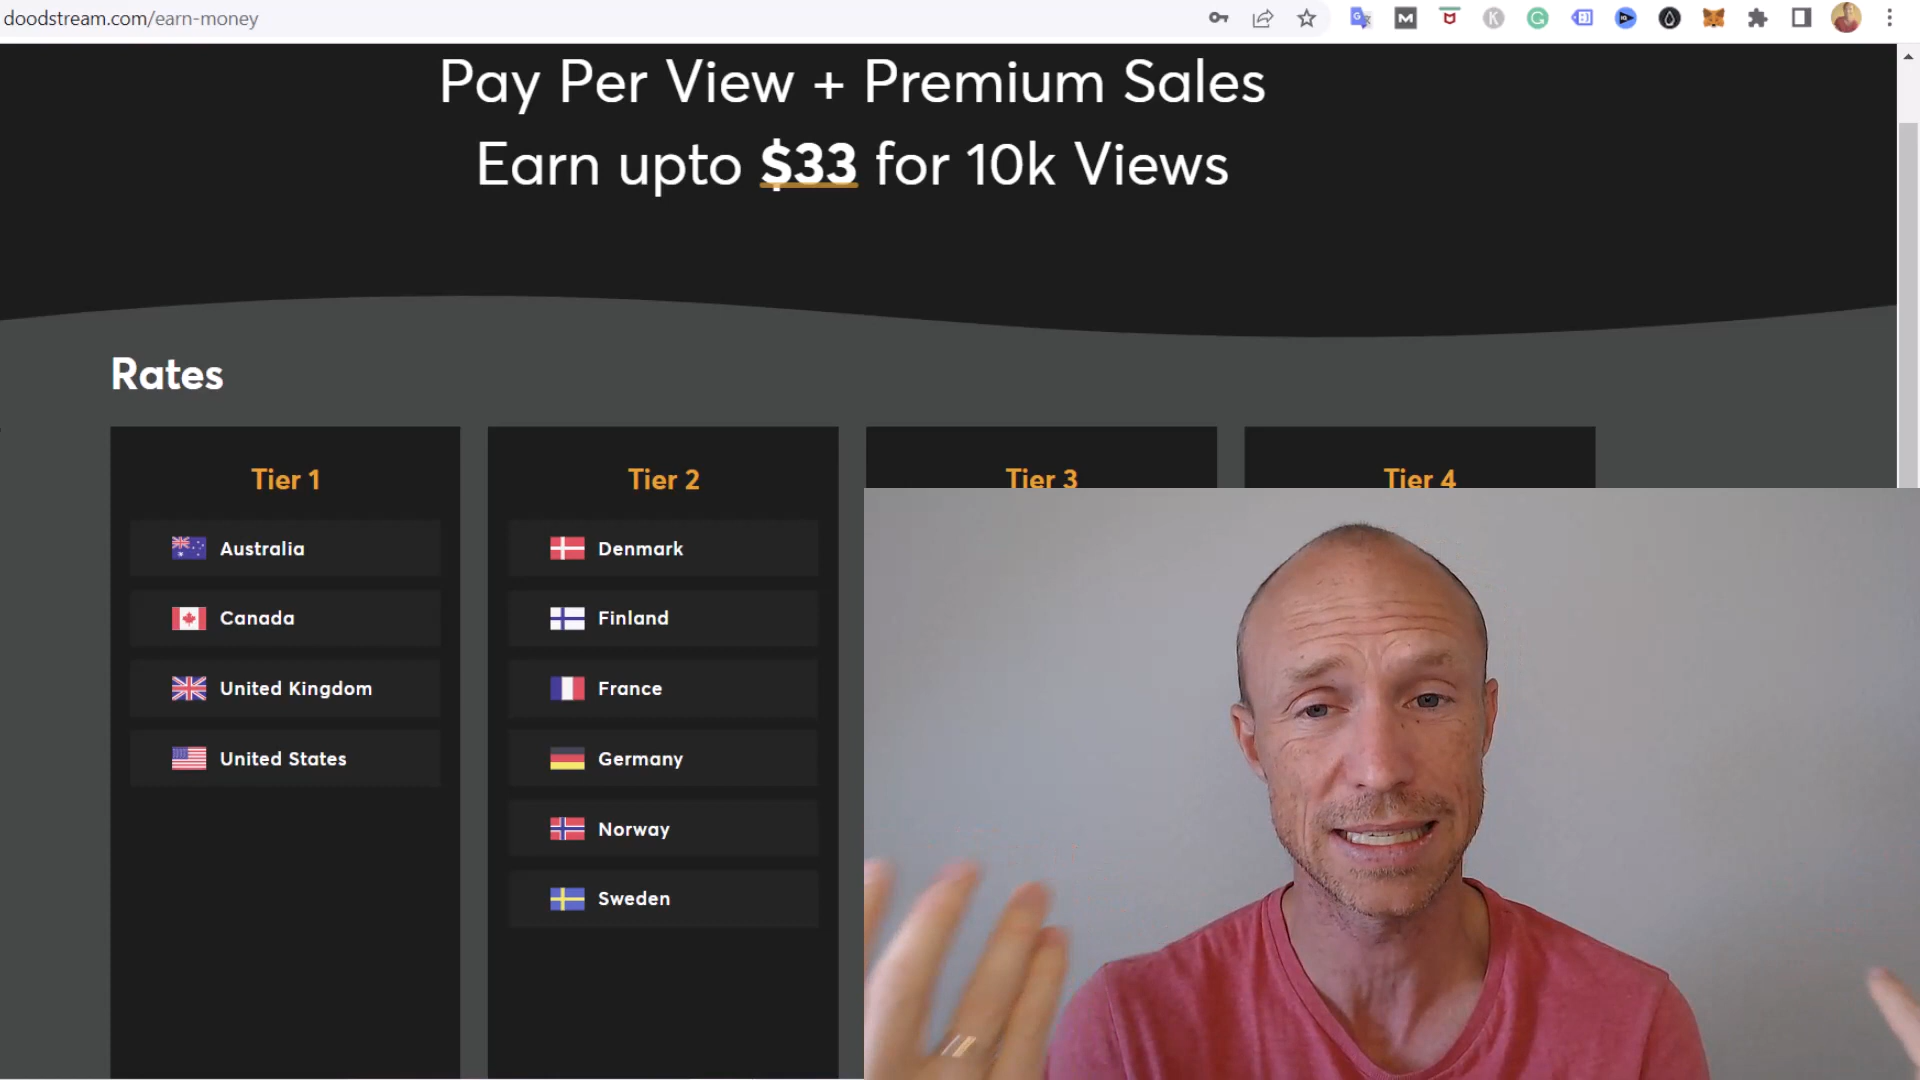 doodstream.com/earn-money
Pay Per View + Premium Sales
Earn upto $33 for 10k Views
Rates
Tier 1
Australia
Canada
United Kingdom
United States
Tier 2
Denmark
Finland
France
Germany
Norway
Sweden
Tier 3
Tier 4